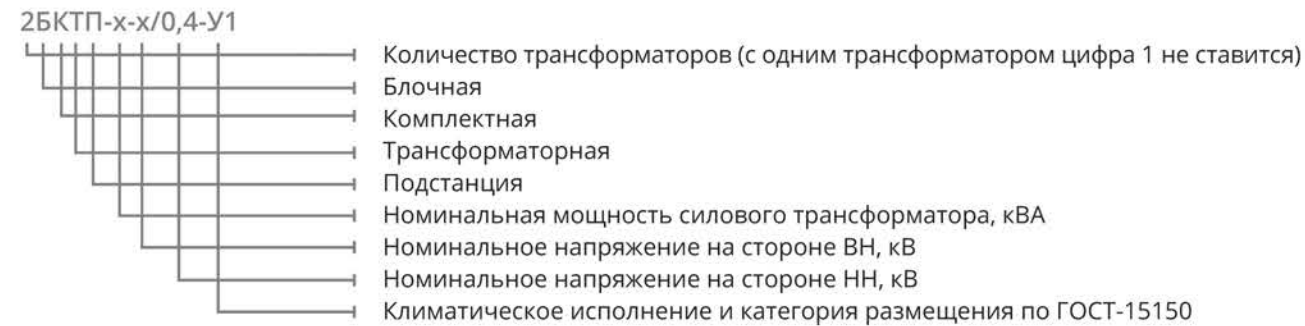 2БКТП-х-х/0,4-У1
Количество трансформаторов (с одним трансформатором цифра 1 не ставится)
Блочная
Комплектная
Трансформаторная
Подстанция
Номинальная мощность силового трансформатора, кВА
Номинальное напряжение на стороне ВН, кВ
Номинальное напряжение на стороне НН, кВ
Климатическое исполнение и категория размещения по ГОСТ-15150